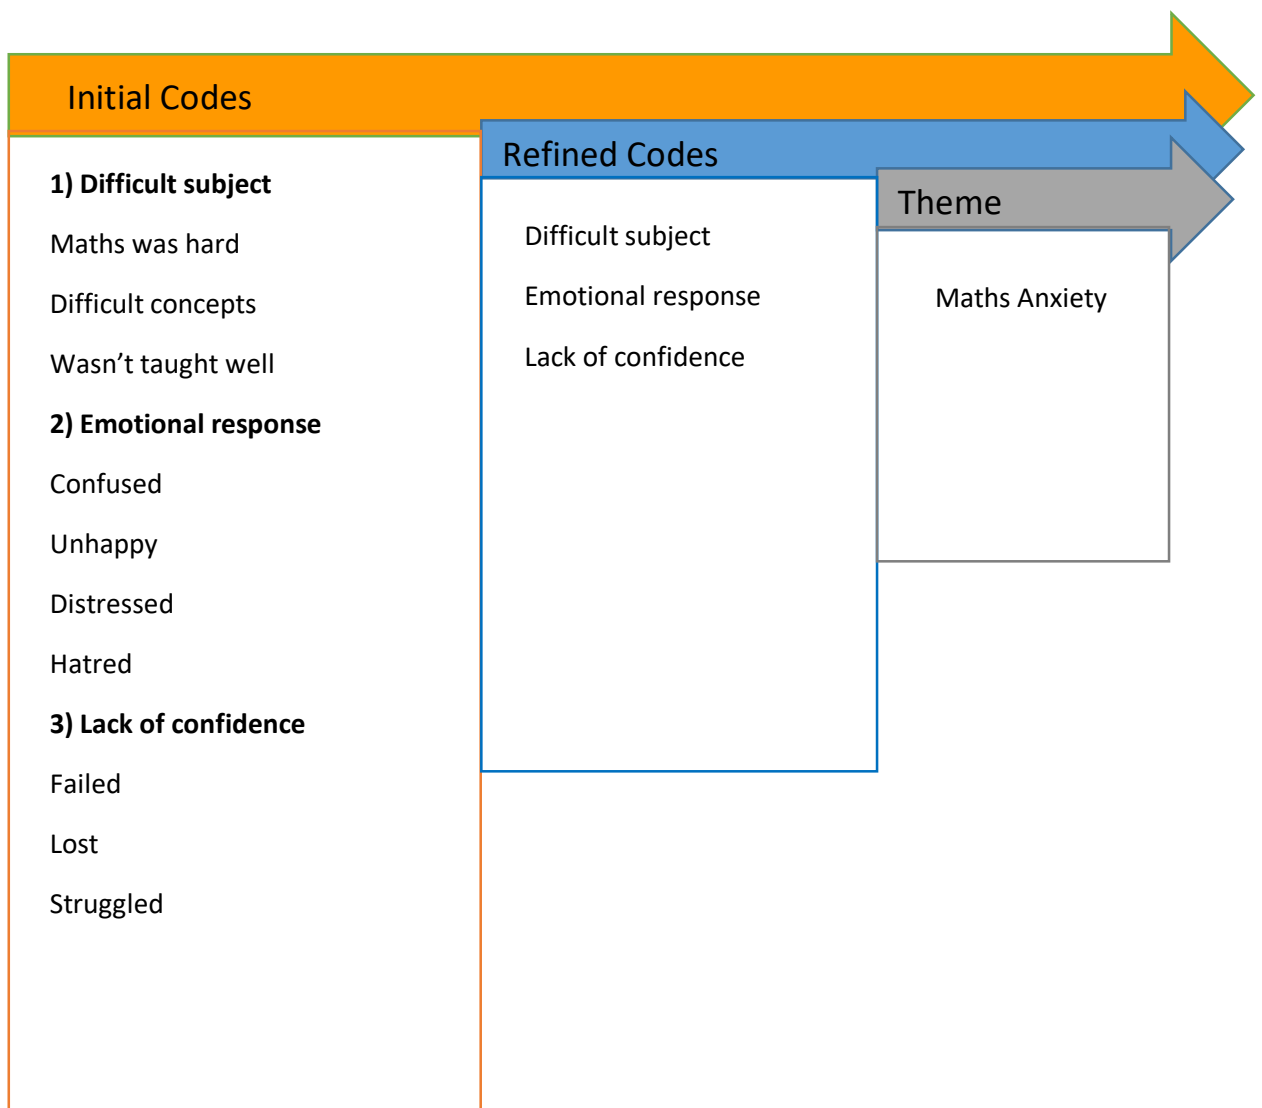 Initial Codes
1) Difficult subject
Maths was hard
Difficult concepts
Wasn’t taught well
2) Emotional response
Confused
Unhappy
Distressed
Hatred
3) Lack of confidence
Failed
Lost
Struggled
Refined Codes
Difficult subject
Emotional response
Lack of confidence
Theme
Maths Anxiety